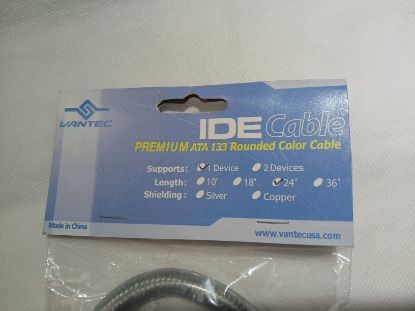 VANTEC
IDE Cable
PREMIUM ATA 133 Rounded Color Cable
Supports: 1 Device 2 Devices
Length: 10" 18" 24" 36"
Shielding: Silver Copper
Made in China
www.vantecusa.com